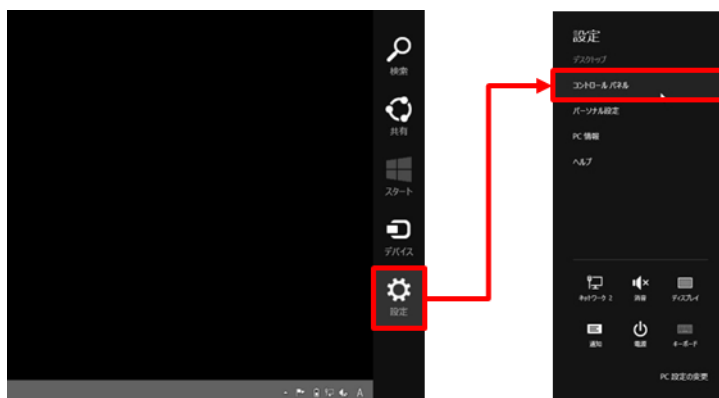 検索
共有
スタート
デバイス
設定
A
設定
デスクトップ
コントロール パネル
パーソナル設定
PC 情報
ヘルプ
ネットワーク 2
消音
ディスプレイ
通知
電源
キーボード
PC 設定の変更